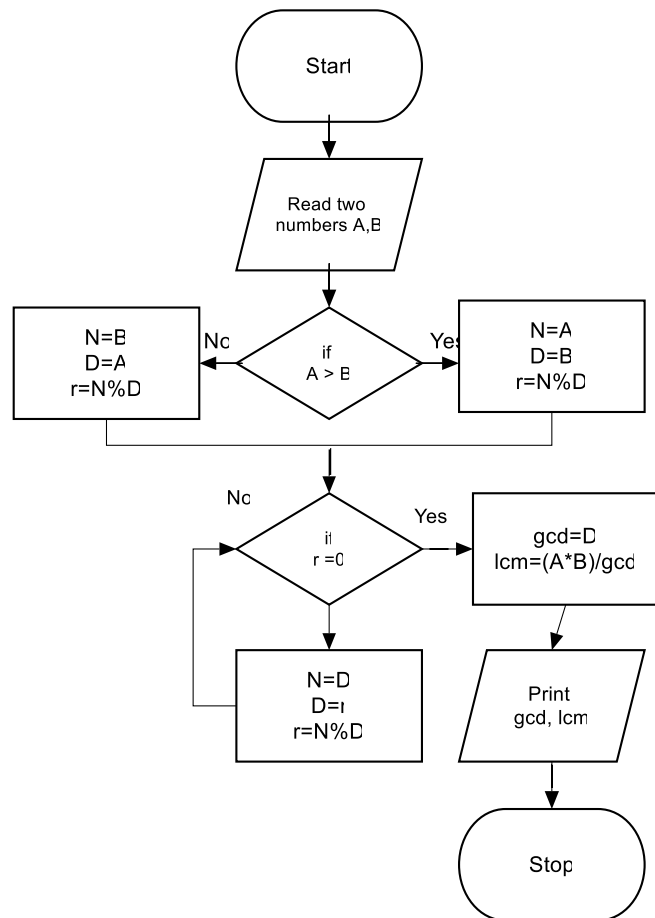 Start
Read two
numbers A,B
if
A > B
No
Yes
N=B
D=A
r=N%D
N=A
D=B
r=N%D
if
r =0
No
Yes
gcd=D
lcm=(A*B)/gcd
N=D
D=r
r=N%D
Print
gcd, lcm
Stop